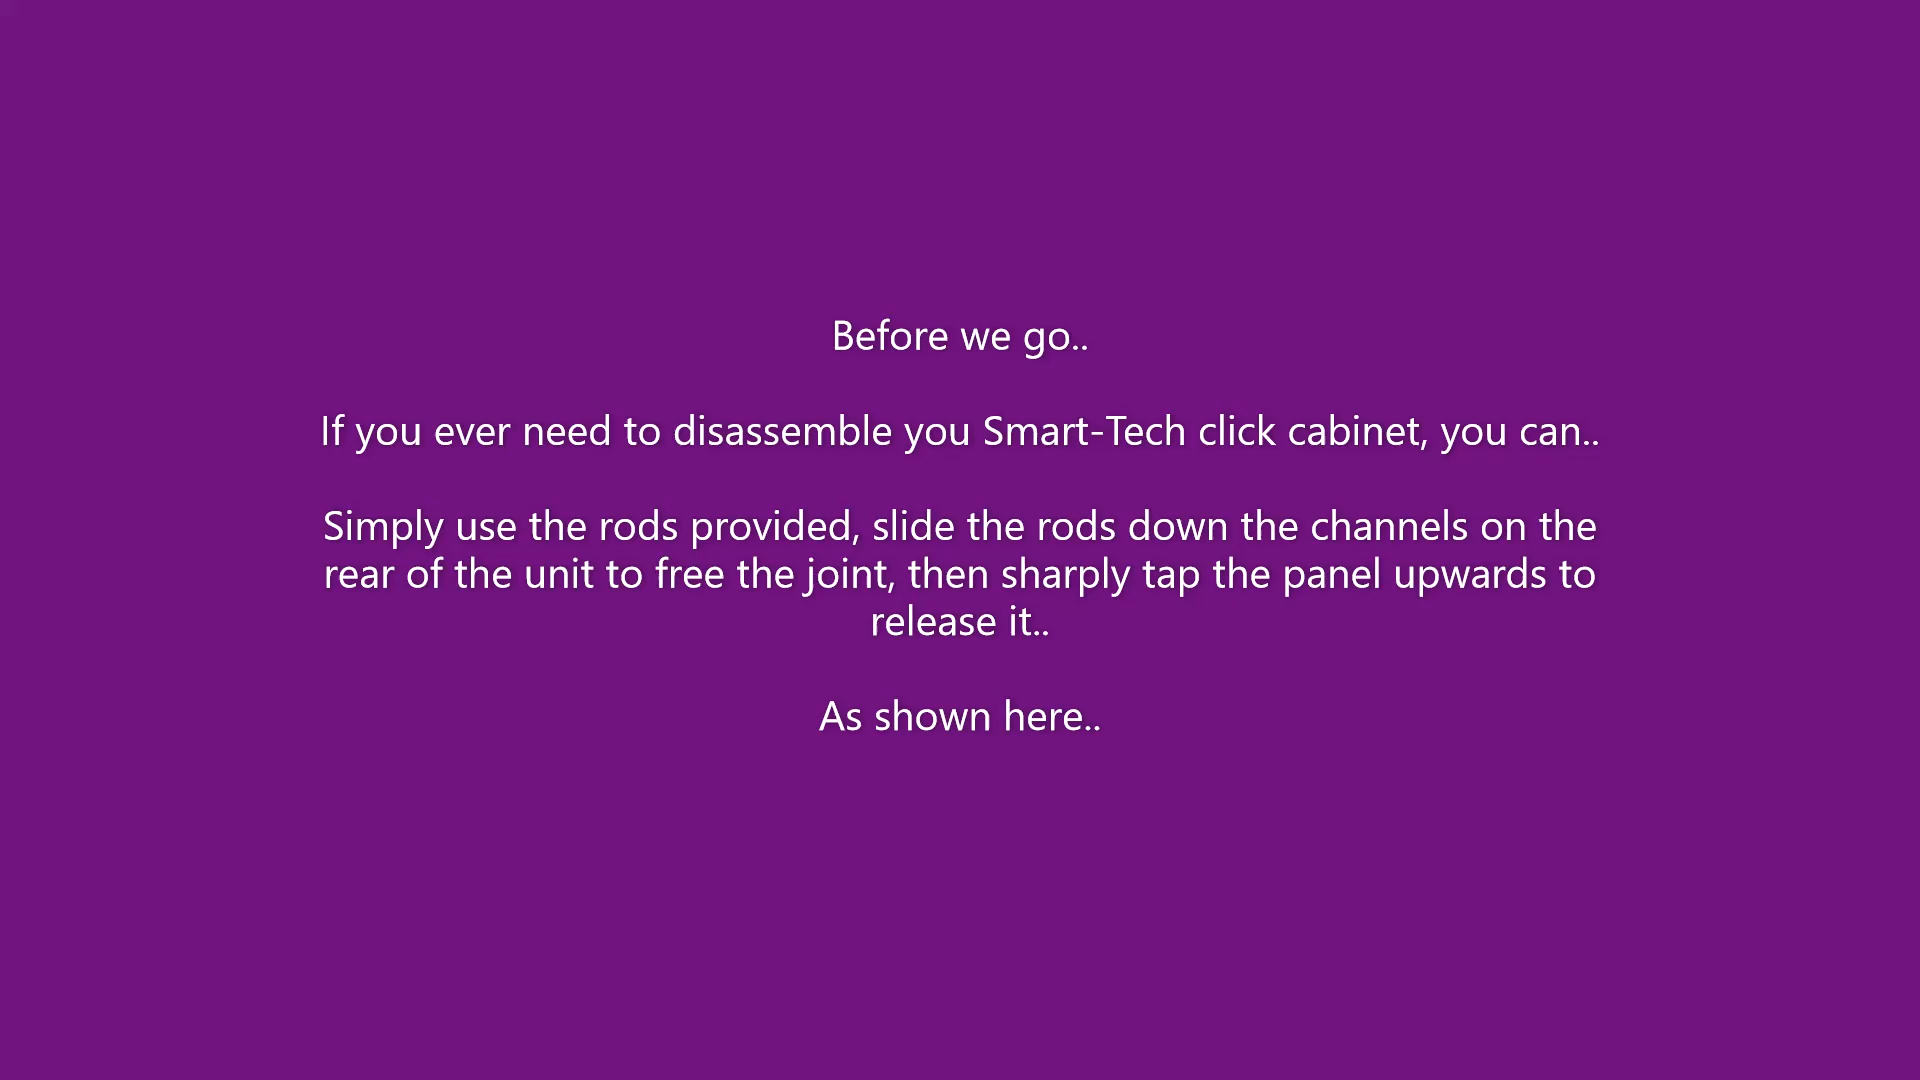 Before we go..
If you ever need to disassemble you Smart-Tech click cabinet, you can..
Simply use the rods provided, slide the rods down the channels on the
rear of the unit to free the joint, then sharply tap the panel upwards to
release it..
As shown here..